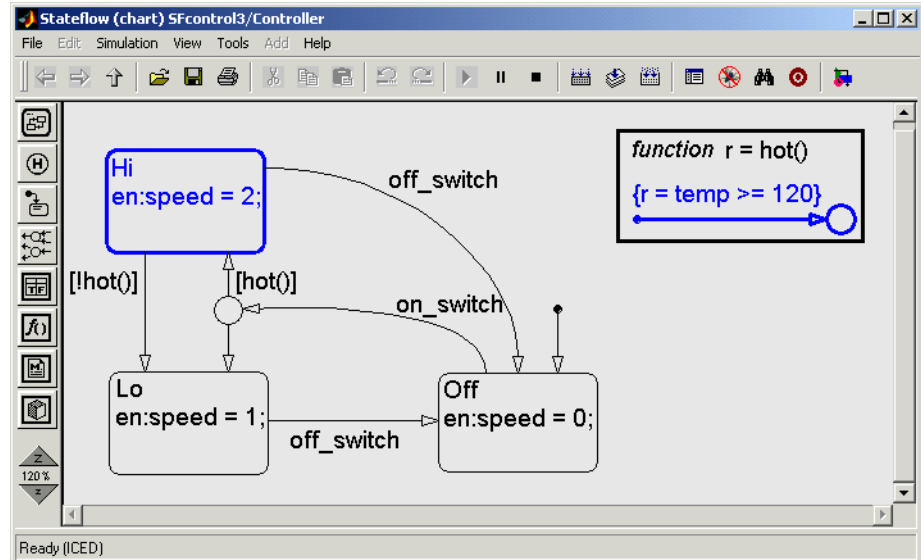 Stateflow (chart) SFcontrol3/Controller
File Edit Simulation View Tools Add Help
Hi
en:speed = 2;
off_switch
function r = hot()
{r = temp >= 120}
[!hot()]
[hot()]
on_switch
Lo
en:speed = 1;
off_switch
Off
en:speed = 0;
H
TF
f()
M
Z
120 %
z
Ready (ICED)